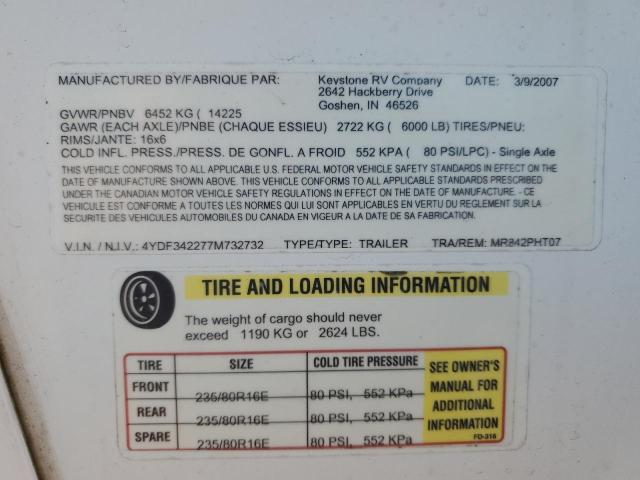 MANUFACTURED BY/FABRIQUE PAR: Keystone RV Company DATE: 3/9/2007
2642 Hackberry Drive
Goshen, IN 46526
GVWR/PNBV 6452 KG ( 14225
GAWR (EACH AXLE)/PNBE (CHAQUE ESSIEU) 2722 KG ( 6000 LB) TIRES/PNEU:
RIMS/JANTE: 16x6
COLD INFL. PRESS./PRESS. DE GONFL. A FROID 552 KPA ( 80 PSI/LPC) - Single Axle
THIS VEHICLE CONFORMS TO ALL APPLICABLE U.S. FEDERAL MOTOR VEHICLE SAFETY STANDARDS IN EFFECT ON THE
DATE OF MANUFACTURE SHOWN ABOVE. THIS VEHICLE CONFORMS TO ALL APPLICABLE STANDARDS PRESCRIBED
UNDER THE CANADIAN MOTOR VEHICLE SAFETY REGULATIONS IN EFFECT ON THE DATE OF MANUFACTURE. - CE
VEHICULE EST CONFORME A TOUTES LES NORMES QUI LUI SONT APPLICABLES EN VERTU DU REGLEMENT SUR LA
SECURITE DES VEHICULES AUTOMOBILES DU CANADA EN VIGEUR A LA DATE DE SA FABRICATION.
V.I.N. / N.I.V.: 4YDF342277M732732 TYPE/TYPE: TRAILER TRA/REM: MR842PHT07
TIRE AND LOADING INFORMATION
The weight of cargo should never
exceed 1190 KG or 2624 LBS.
TIRE SIZE COLD TIRE PRESSURE
FRONT 235/80R16E 80 PSI, 552 KPa
REAR 235/80R16E 80 PSI, 552 KPa
SPARE 235/80R16E 80 PSI, 552 KPa
SEE OWNER'S
MANUAL FOR
ADDITIONAL
INFORMATION
FD-316